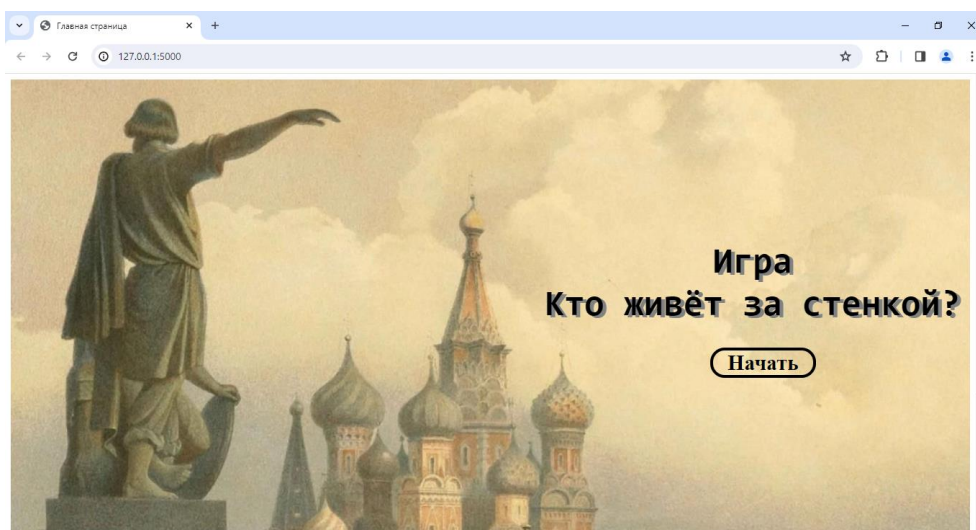 Главная страница
127.0.0.1:5000
Игра
Кто живёт за стенкой?
Начать